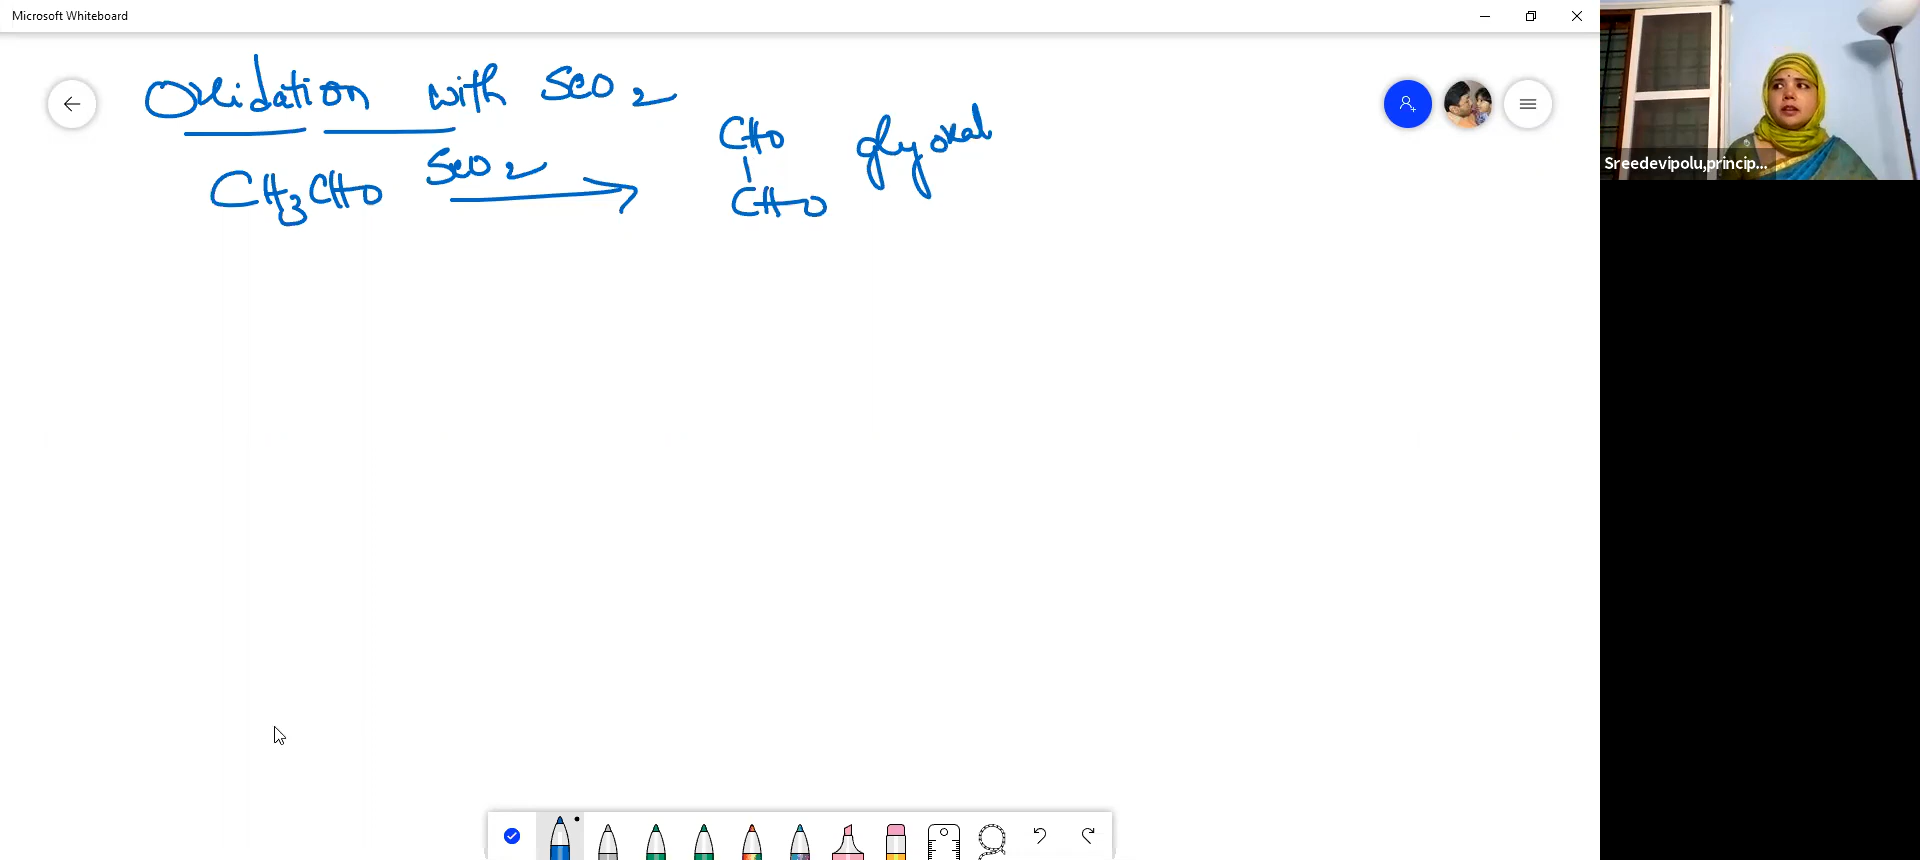 Microsoft Whiteboard
Oxidation with SeO2
CH3CHO SeO2 CHO
CHO
glyoxal
Sreedevipolu,princip...